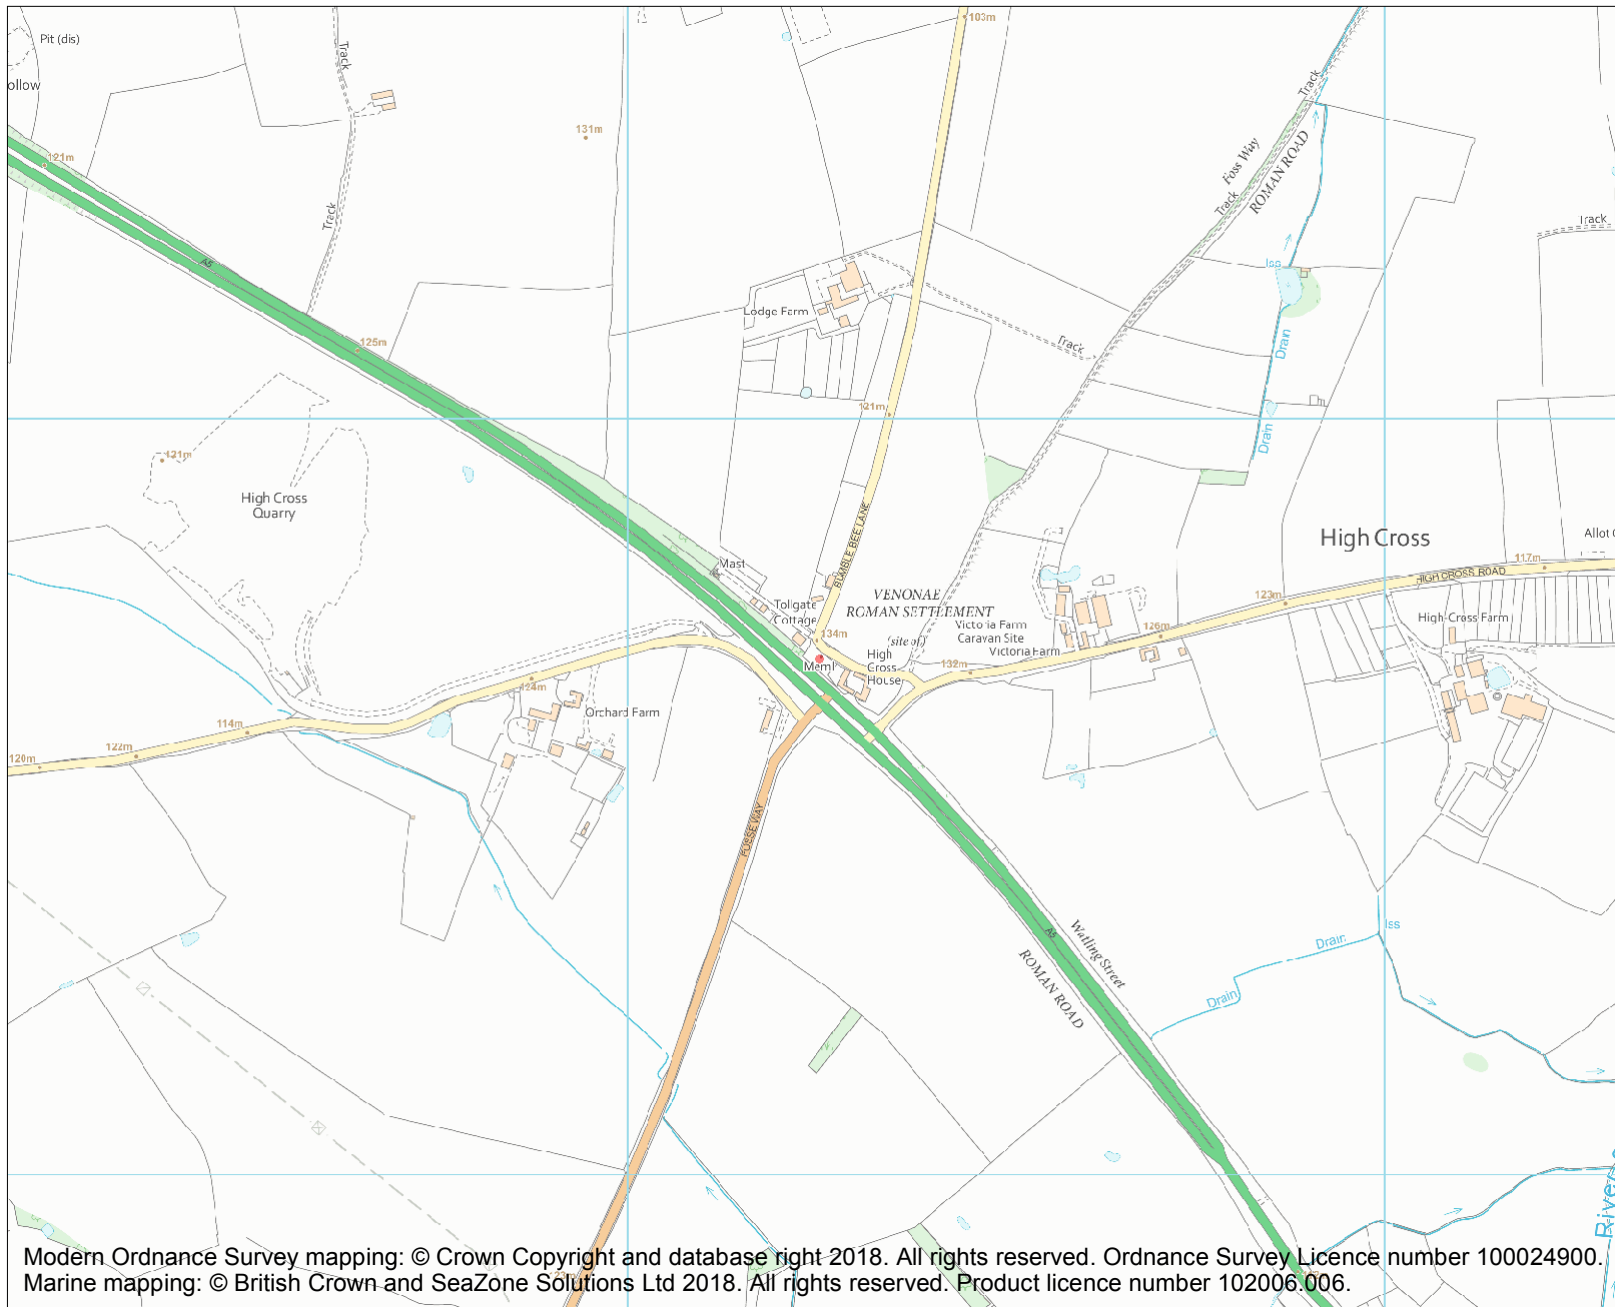 103m
Pit (dis)
Track
ollow
Track
131m
121m
Foss Way
ROMAN ROAD
Track
Track
Track
A5
Iss
Lodge Farm
125m
Track
Drain
121m
Drain
121m
High Cross
Quarry
BUMBLE BEE LANE
High Cross
Allot
117m
HIGH CROSS ROAD
Mast
VENONAE
ROMAN SETTLEMENT
(site of)
123m
Tollgate
Cottage
Victoria Farm
Caravan Site
Victoria Farm
High Cross Farm
126m
134m
Meml
High
Cross
House
132m
124m
Orchard Farm
114m
122m
120m
FOSSE WAY
A5
Watling Street
ROMAN ROAD
Iss
Drain
Drain
River
123m
Modern Ordnance Survey mapping: © Crown Copyright and database right 2018. All rights reserved. Ordnance Survey Licence number 100024900.
Marine mapping: © British Crown and SeaZone Solutions Ltd 2018. All rights reserved. Product licence number 102006.006.